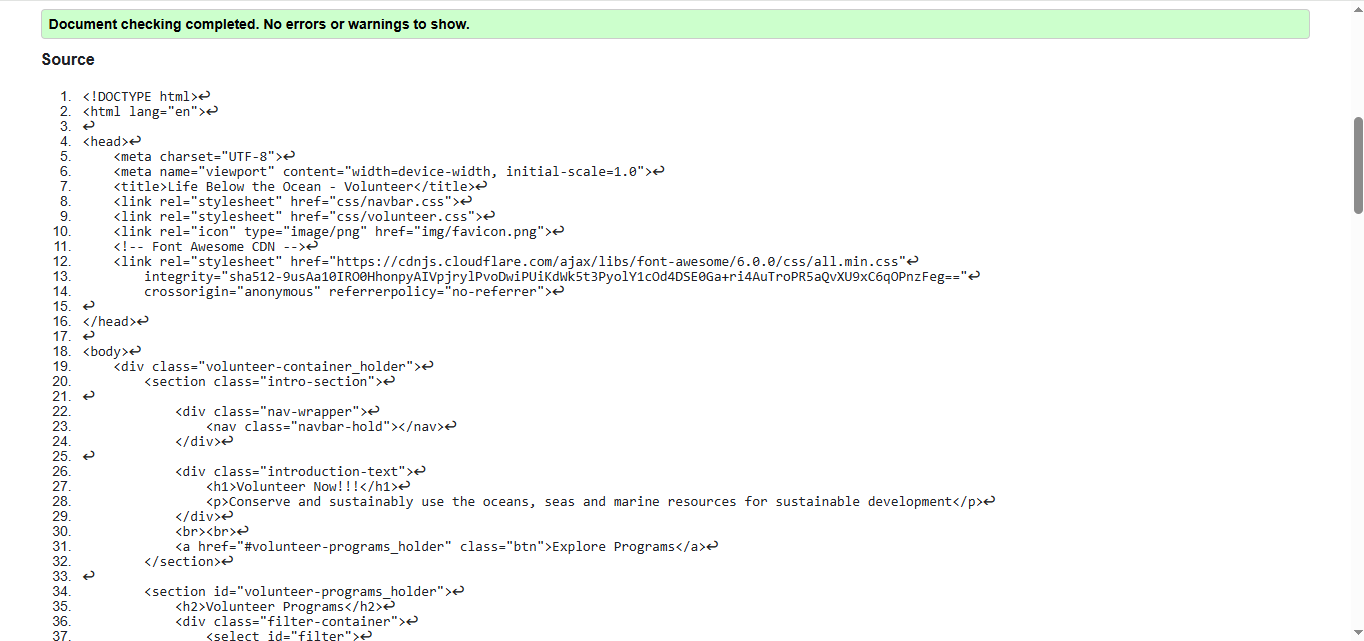 Document checking completed. No errors or warnings to show.
Source
1. <!DOCTYPE html>↩
2. <html lang="en">↩
3. ↩
4. <head>↩
5.     <meta charset="UTF-8">↩
6.     <meta name="viewport" content="width=device-width, initial-scale=1.0">↩
7.     <title>Life Below the Ocean - Volunteer</title>↩
8.     <link rel="stylesheet" href="css/navbar.css">↩
9.     <link rel="stylesheet" href="css/volunteer.css">↩
10.     <link rel="icon" type="image/png" href="img/favicon.png">↩
11.     <!-- Font Awesome CDN -->↩
12.     <link rel="stylesheet" href="https://cdnjs.cloudflare.com/ajax/libs/font-awesome/6.0.0/css/all.min.css"↩
13.         integrity="sha512-9usAa10IRO0HhonpyAIVpjrylPvoDwiPUiKdWk5t3PyolY1cOd4DSE0Ga+ri4AuTroPR5aQvXU9xC6qOPnzFeg=="↩
14.         crossorigin="anonymous" referrerpolicy="no-referrer">↩
15. ↩
16. </head>↩
17. ↩
18. <body>↩
19.     <div class="volunteer-container_holder">↩
20.         <section class="intro-section">↩
21. ↩
22.             <div class="nav-wrapper">↩
23.                 <nav class="navbar-hold"></nav>↩
24.             </div>↩
25. ↩
26.             <div class="introduction-text">↩
27.                 <h1>Volunteer Now!!!</h1>↩
28.                 <p>Conserve and sustainably use the oceans, seas and marine resources for sustainable development</p>↩
29.             </div>↩
30.             <br><br>↩
31.             <a href="#volunteer-programs_holder" class="btn">Explore Programs</a>↩
32.         </section>↩
33. ↩
34.         <section id="volunteer-programs_holder">↩
35.             <h2>Volunteer Programs</h2>↩
36.             <div class="filter-container">↩
37.                 <select id="filter">↩